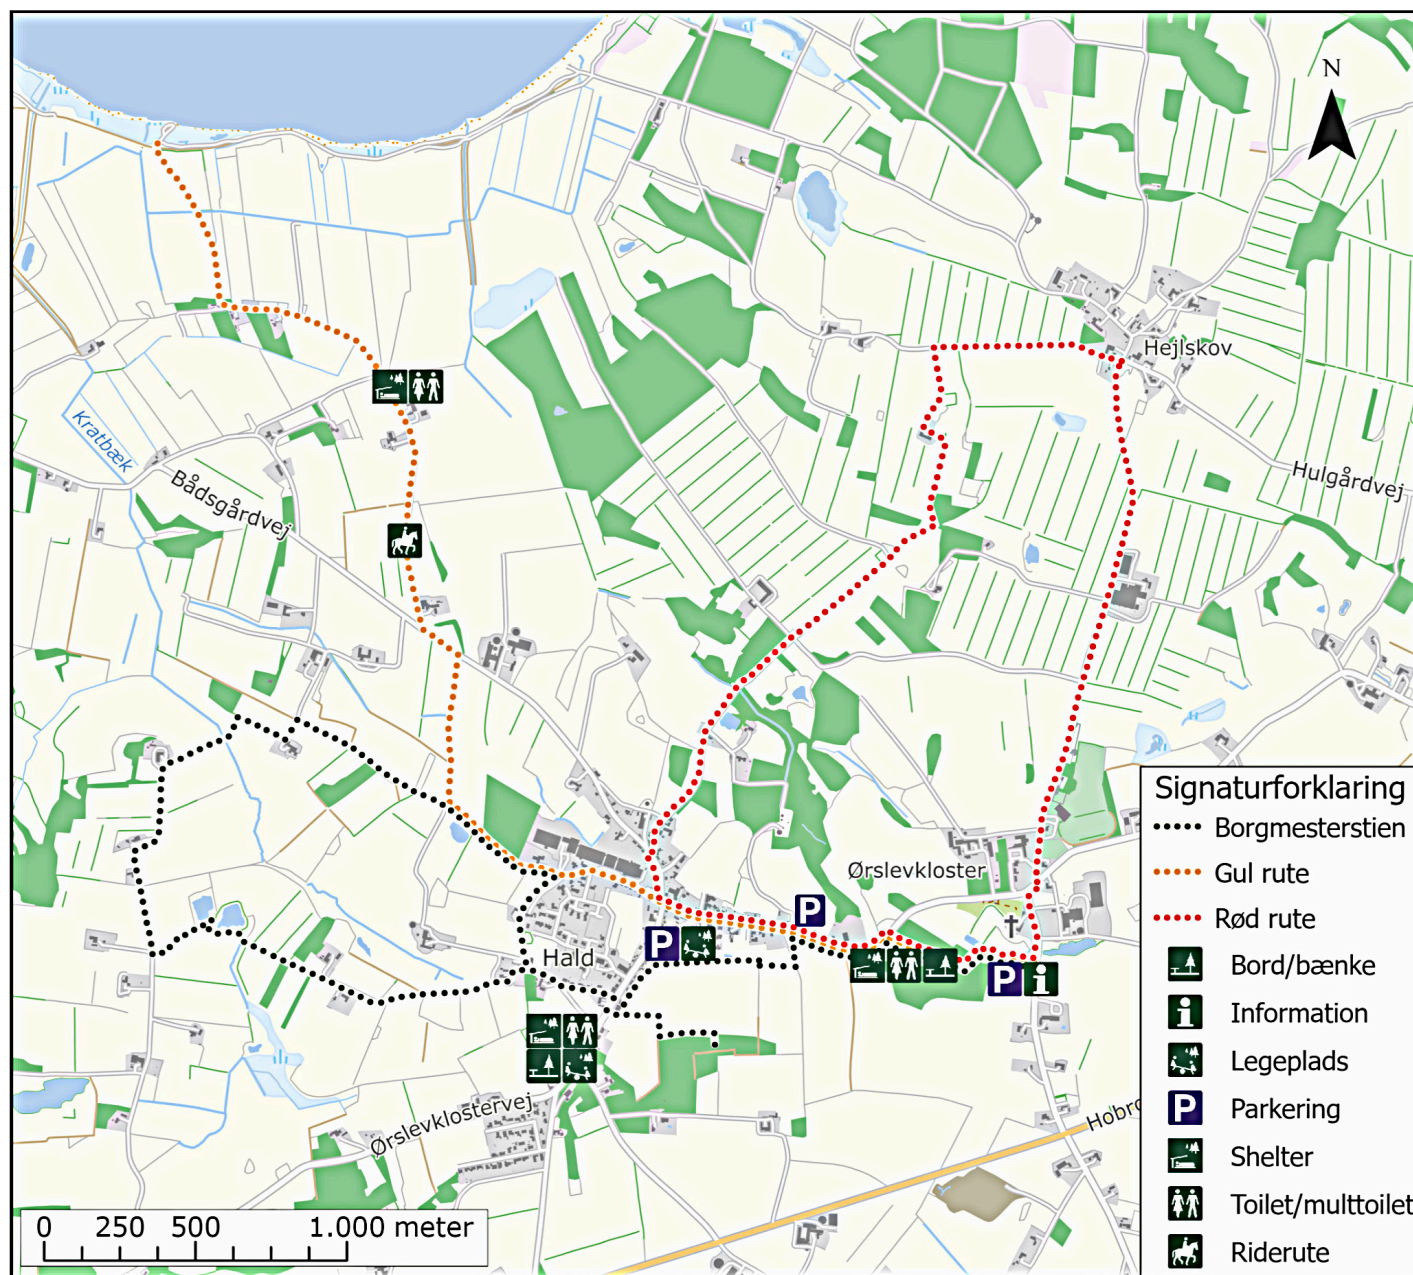 N
Hejlskov
Kratbæk
Bådsgårdvej
Hulgårdvej
Ørslevkloster
P
P
Hald
P
i
Ørslevklostervej
Hobro
0 250 500 1.000 meter
Signaturforklaring
Borgmesterstien
Gul rute
Rød rute
Bord/bænke
i Information
Legeplads
P Parkering
Shelter
Toilet/multtoilet
Riderute